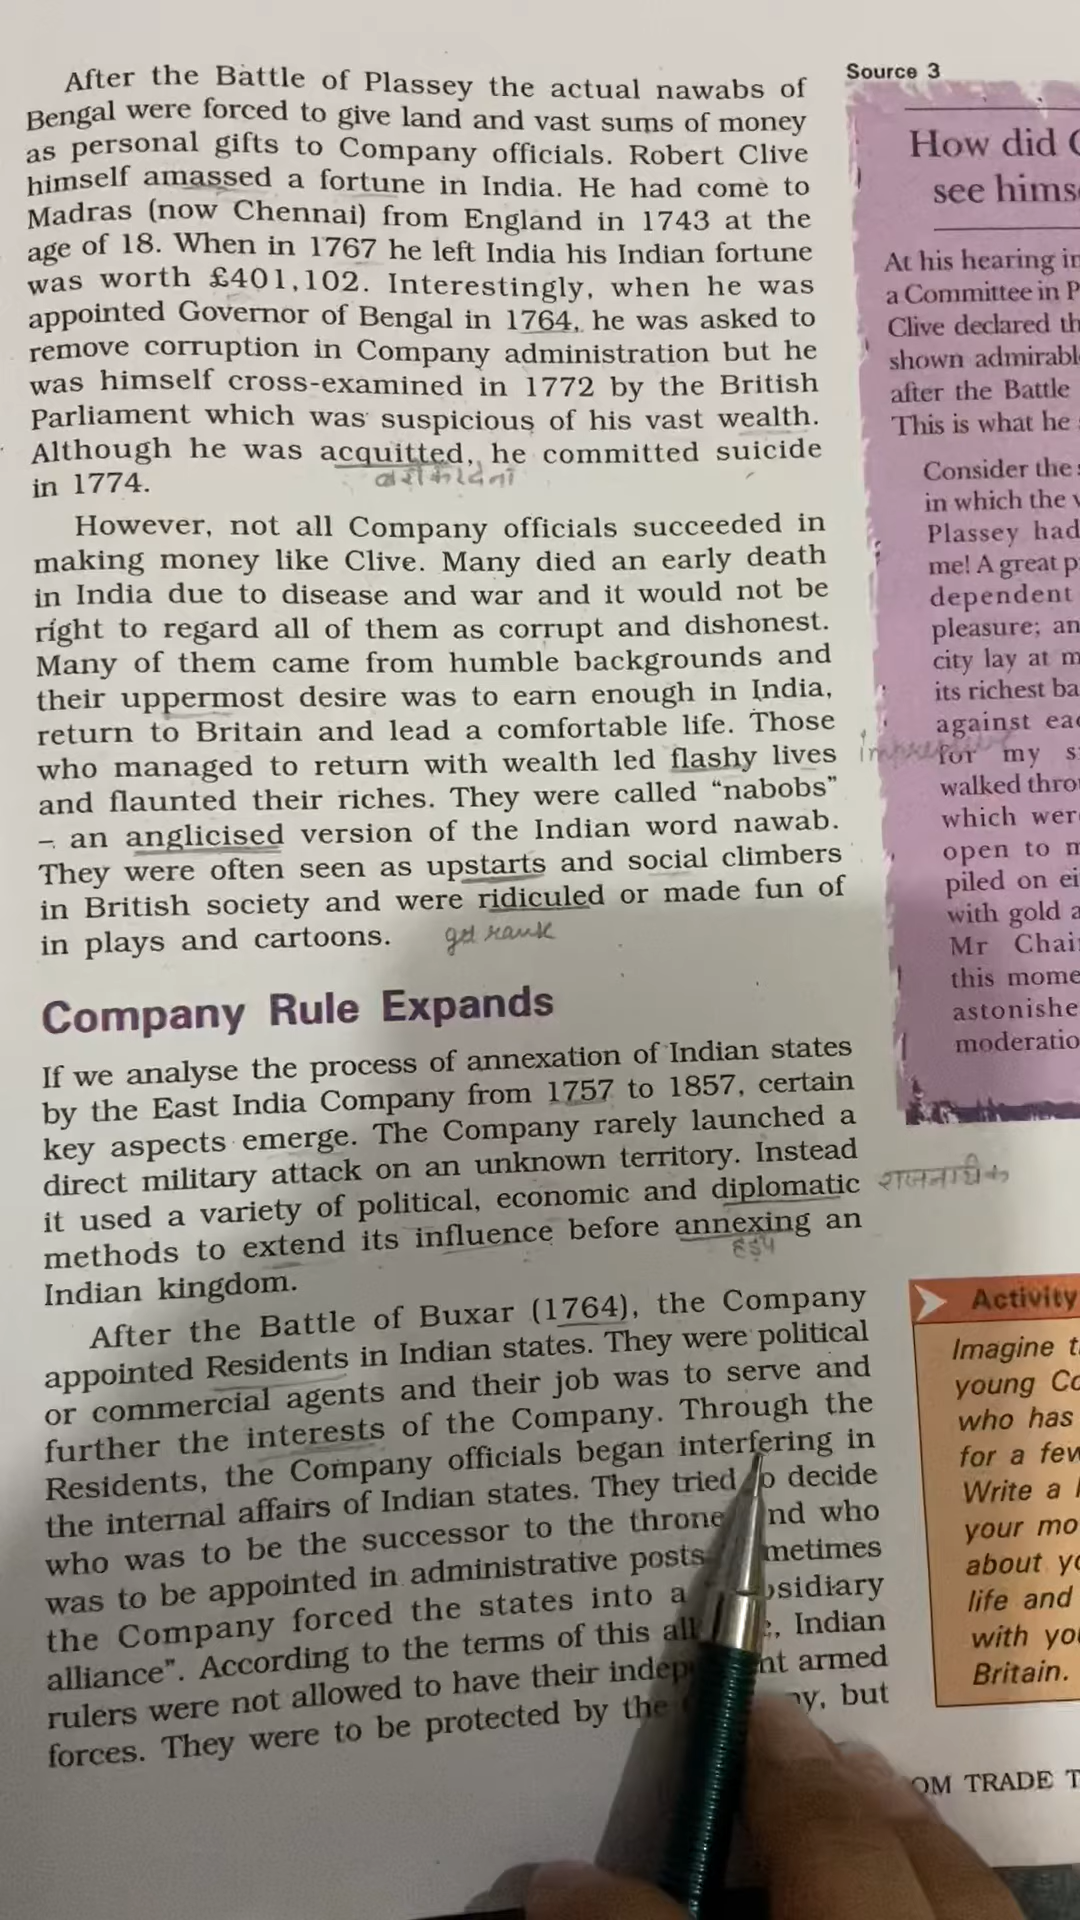 After the Battle of Plassey the actual nawabs of
Bengal were forced to give land and vast sums of money
as personal gifts to Company officials. Robert Clive
himself amassed a fortune in India. He had come to
Madras (now Chennai) from England in 1743 at the
age of 18. When in 1767 he left India his Indian fortune
was worth £401,102. Interestingly, when he was
appointed Governor of Bengal in 1764, he was asked to
remove corruption in Company administration but he
was himself cross-examined in 1772 by the British
Parliament which was suspicious of his vast wealth.
Although he was acquitted, he committed suicide
in 1774.
However, not all Company officials succeeded in
making money like Clive. Many died an early death
in India due to disease and war and it would not be
right to regard all of them as corrupt and dishonest.
Many of them came from humble backgrounds and
their uppermost desire was to earn enough in India,
return to Britain and lead a comfortable life. Those
who managed to return with wealth led flashy lives
and flaunted their riches. They were called “nabobs”
– an anglicised version of the Indian word nawab.
They were often seen as upstarts and social climbers
in British society and were ridiculed or made fun of
in plays and cartoons.
Company Rule Expands
If we analyse the process of annexation of Indian states
by the East India Company from 1757 to 1857, certain
key aspects emerge. The Company rarely launched a
direct military attack on an unknown territory. Instead
it used a variety of political, economic and diplomatic
राजनायीक
methods to extend its influence before annexing an
हड़प
Indian kingdom.
After the Battle of Buxar (1764), the Company
appointed Residents in Indian states. They were political
or commercial agents and their job was to serve and
further the interests of the Company. Through the
Residents, the Company officials began interfering in
the internal affairs of Indian states. They tried to decide
who was to be the successor to the throne, and who
was to be appointed in administrative posts. Sometimes
the Company forced the states into a
alliance”. According to the terms of this Indian
rulers were not allowed to have their armed
forces. They were to be protected by the but
Source 3
How did
see
At his hearing in
a Committee in
Clive declared
shown
after the Battle
This is what he
Consider the
in which the
Plassey had
me! A great
dependent
pleasure;
city lay at
its richest
against
for my
walked
which
open to
piled on
with gold
Mr
this
Activity
Imagine
young
who has
for a few
Write a
your
about
life and
with
Britain.
TRADE